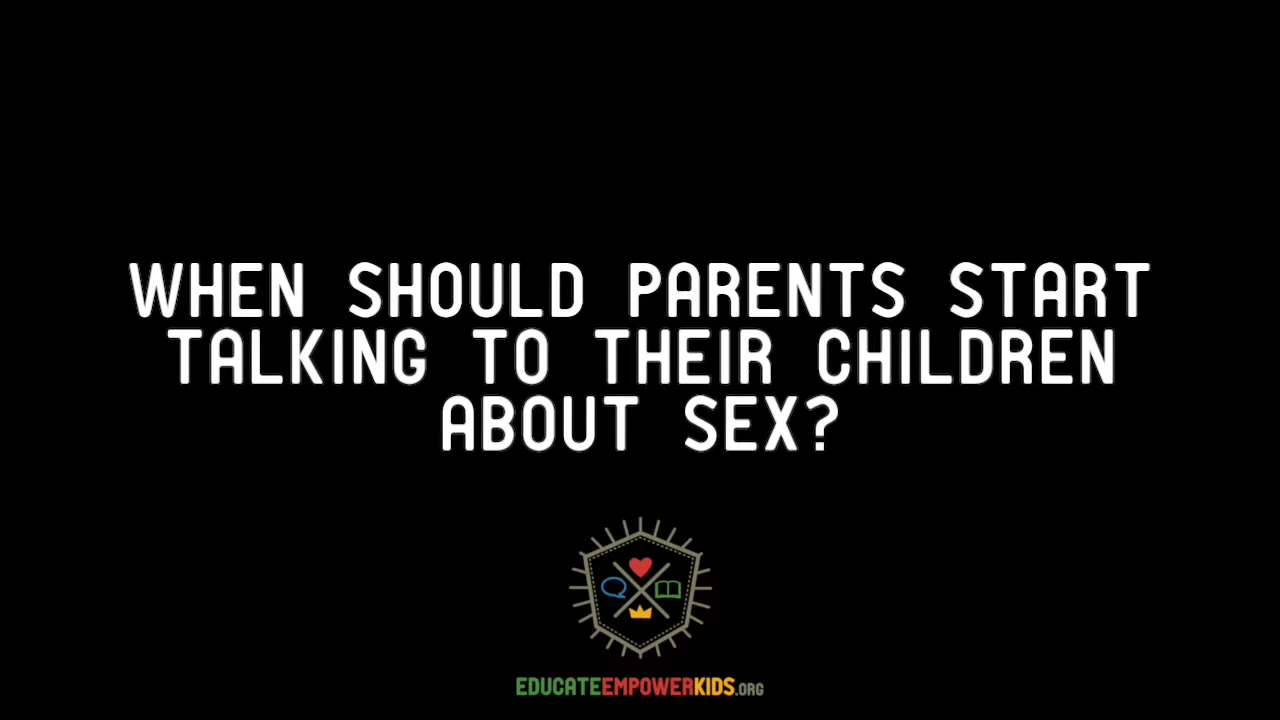 WHEN SHOULD PARENTS START
TALKING TO THEIR CHILDREN
ABOUT SEX?
EDUCATEEMPOWERKIDS.ORG